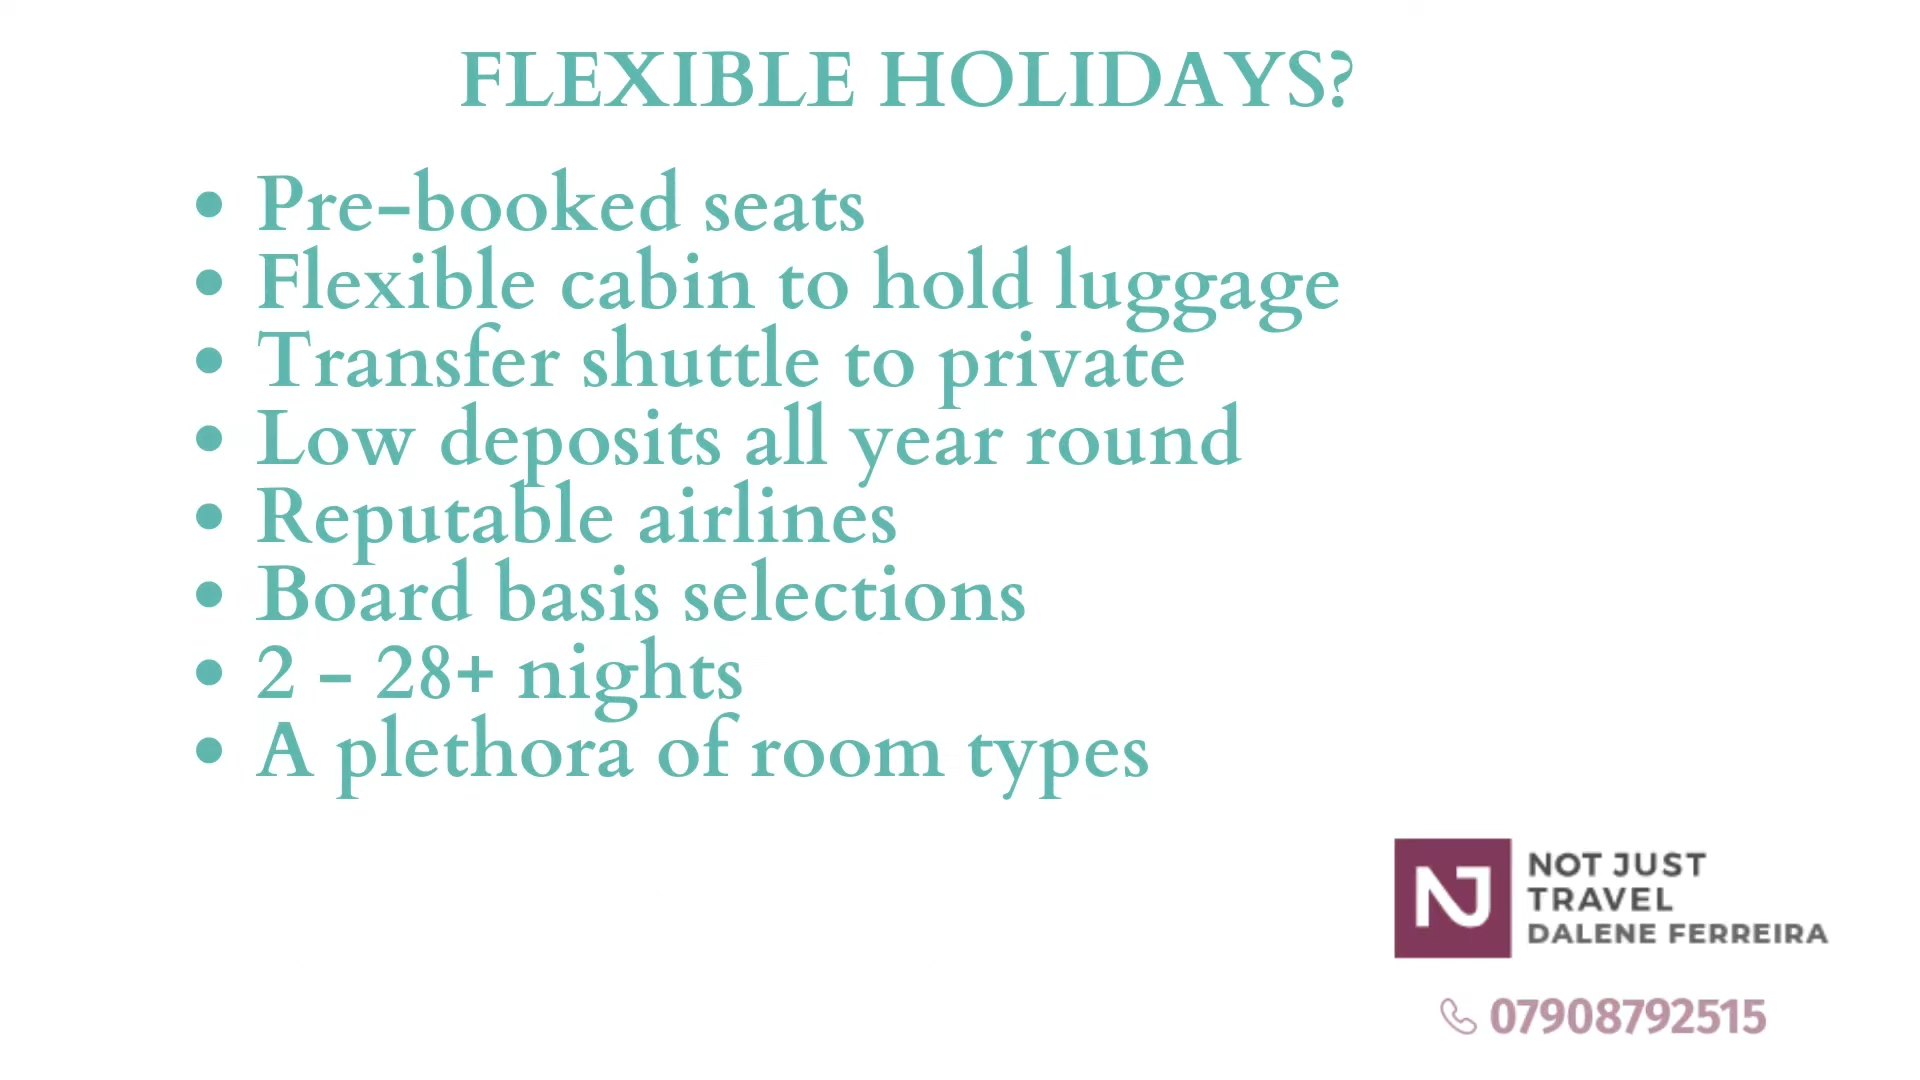 FLEXIBLE HOLIDAYS?
• Pre-booked seats
• Flexible cabin to hold luggage
• Transfer shuttle to private
• Low deposits all year round
• Reputable airlines
• Board basis selections
• 2 - 28+ nights
• A plethora of room types
NJ
NOT JUST
TRAVEL
DALENE FERREIRA
07908792515